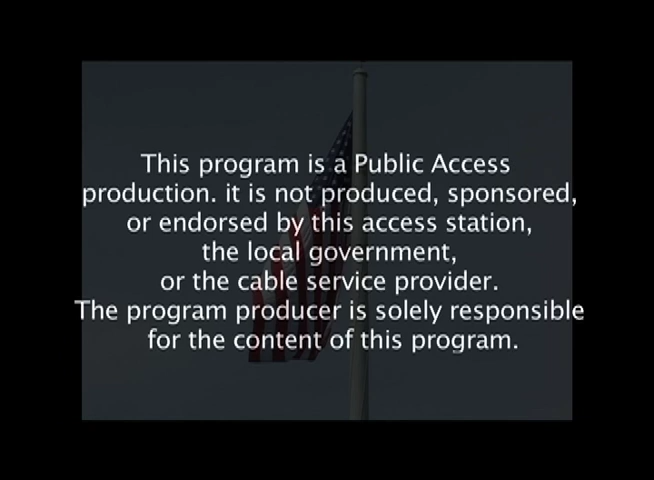 This program is a Public Access
production. it is not produced, sponsored,
or endorsed by this access station,
the local government,
or the cable service provider.
The program producer is solely responsible
for the content of this program.